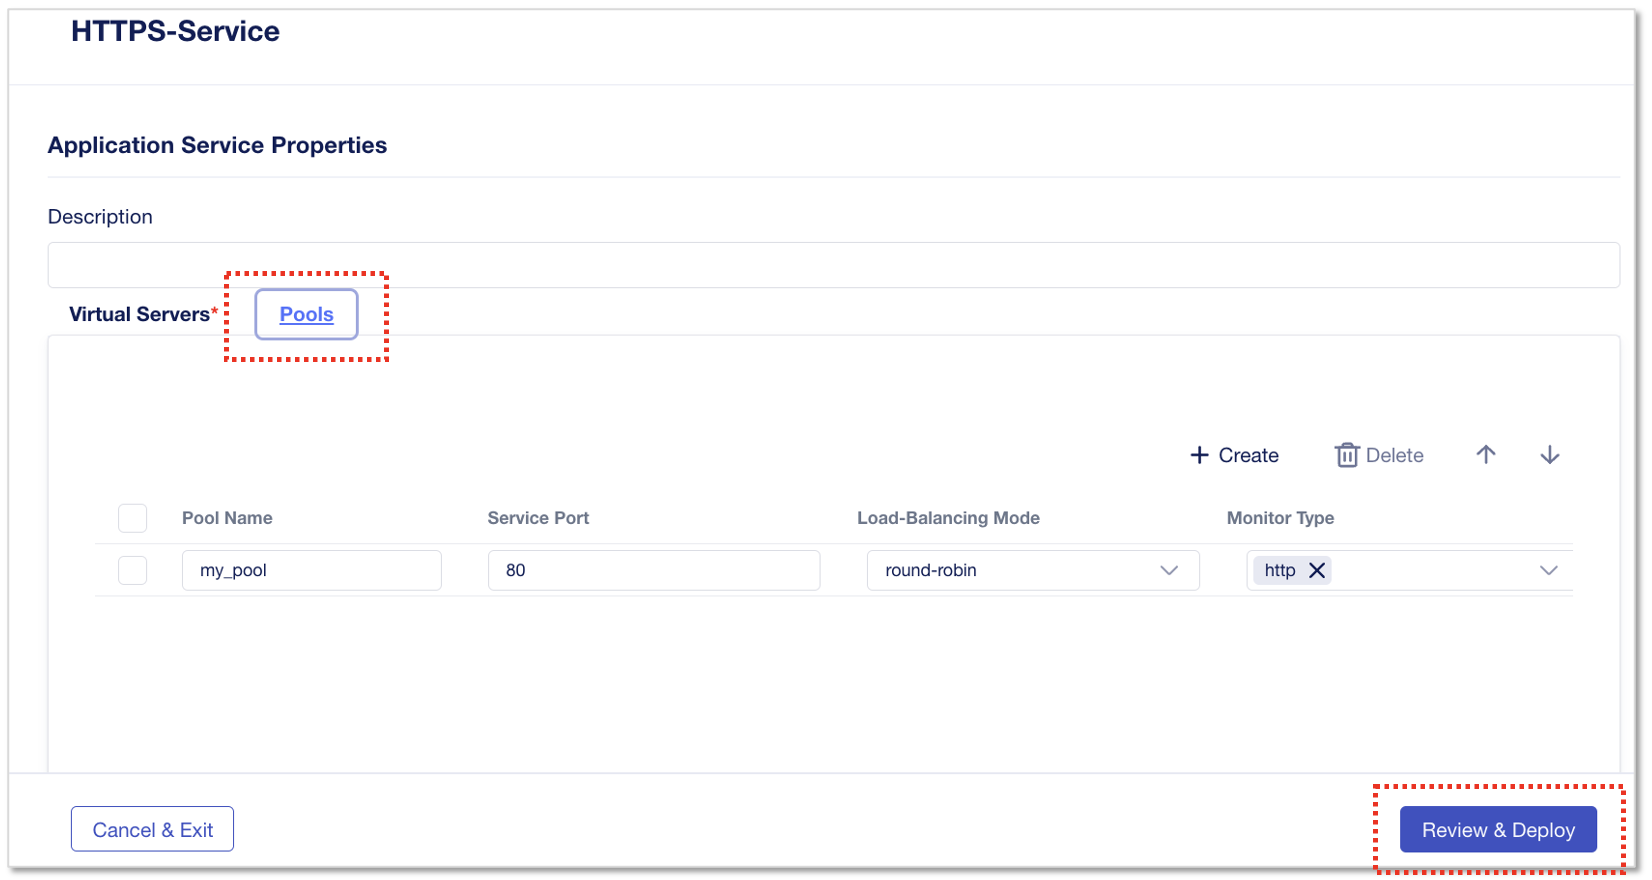 HTTPS-Service
Application Service Properties
Description
Virtual Servers* Pools
Create Delete
Pool Name Service Port Load-Balancing Mode Monitor Type
my_pool 80 round-robin http
Cancel & Exit Review & Deploy